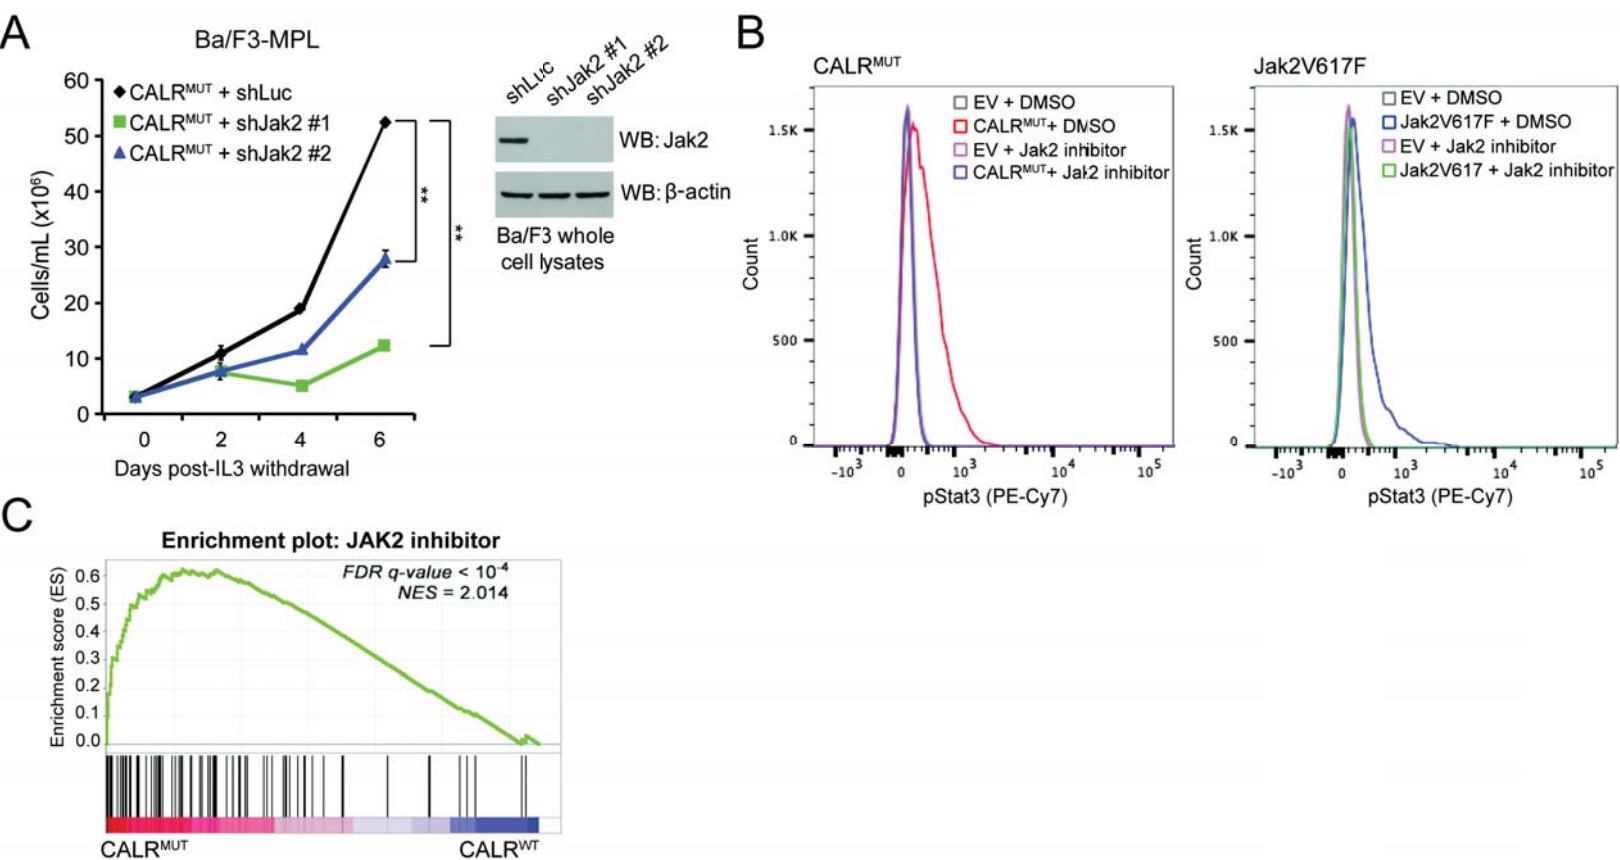 A
Ba/F3-MPL
60
50
40
30
20
10
0
Cells/mL (x10⁶)
CALRᴹᵁᵀ + shLuc
CALRᴹᵁᵀ + shJak2 #1
CALRᴹᵁᵀ + shJak2 #2
**
**
0 2 4 6
Days post-IL3 withdrawal
shLuc
shJak2 #1
shJak2 #2
WB: Jak2
WB: β-actin
Ba/F3 whole
cell lysates
B
CALRᴹᵁᵀ
EV + DMSO
CALRᴹᵁᵀ+ DMSO
EV + Jak2 inhibitor
CALRᴹᵁᵀ+ Jak2 inhibitor
1.5K
1.0K
500
0
Count
-10³ 0 10³ 10⁴ 10⁵
pStat3 (PE-Cy7)
Jak2V617F
EV + DMSO
Jak2V617F + DMSO
EV + Jak2 inhibitor
Jak2V617 + Jak2 inhibitor
1.5K
1.0K
500
0
Count
-10³ 0 10³ 10⁴ 10⁵
pStat3 (PE-Cy7)
C
Enrichment plot: JAK2 inhibitor
FDR q-value < 10⁻⁴
NES = 2.014
Enrichment score (ES)
0.6
0.5
0.4
0.3
0.2
0.1
0.0
CALRᴹᵁᵀ CALRᵂᵀ